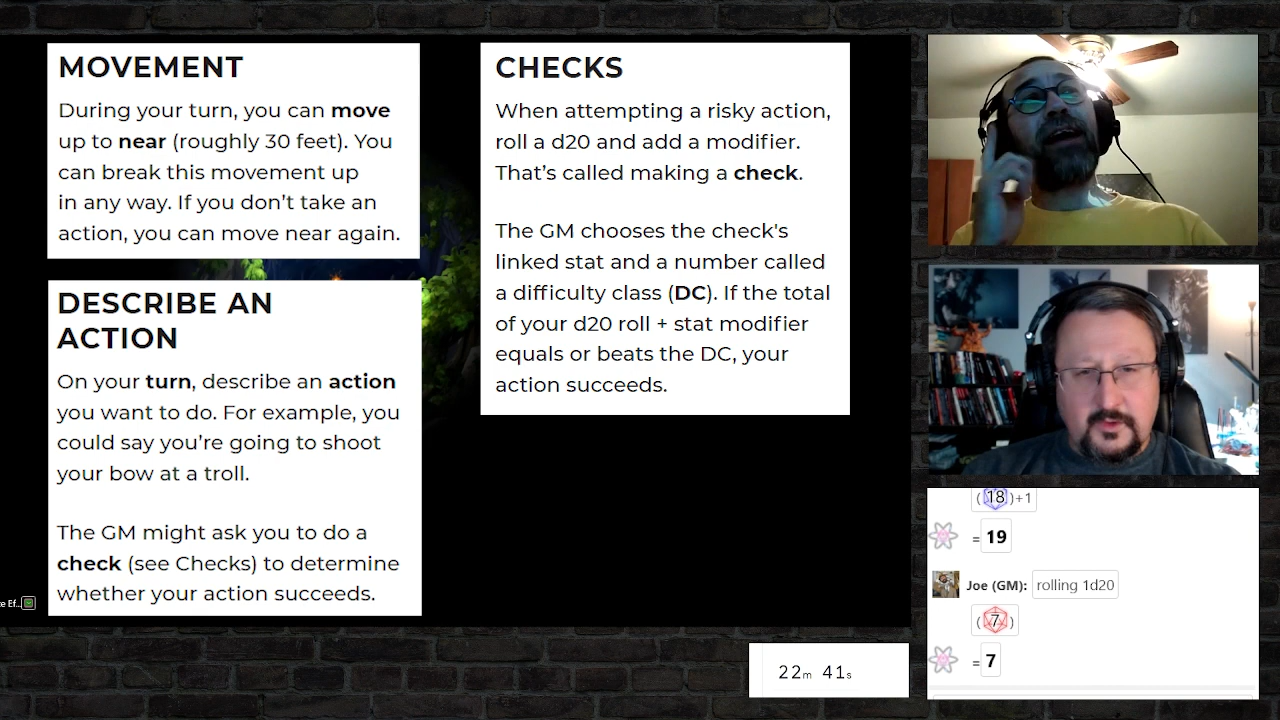 MOVEMENT
During your turn, you can move
up to near (roughly 30 feet). You
can break this movement up
in any way. If you don't take an
action, you can move near again.
DESCRIBE AN
ACTION
On your turn, describe an action
you want to do. For example, you
could say you're going to shoot
your bow at a troll.
The GM might ask you to do a
check (see Checks) to determine
whether your action succeeds.
CHECKS
When attempting a risky action,
roll a d20 and add a modifier.
That's called making a check.
The GM chooses the check's
linked stat and a number called
a difficulty class (DC). If the total
of your d20 roll + stat modifier
equals or beats the DC, your
action succeeds.
(18)+1
=19
Joe (GM): rolling 1d20
(7)
=7
22m 41s